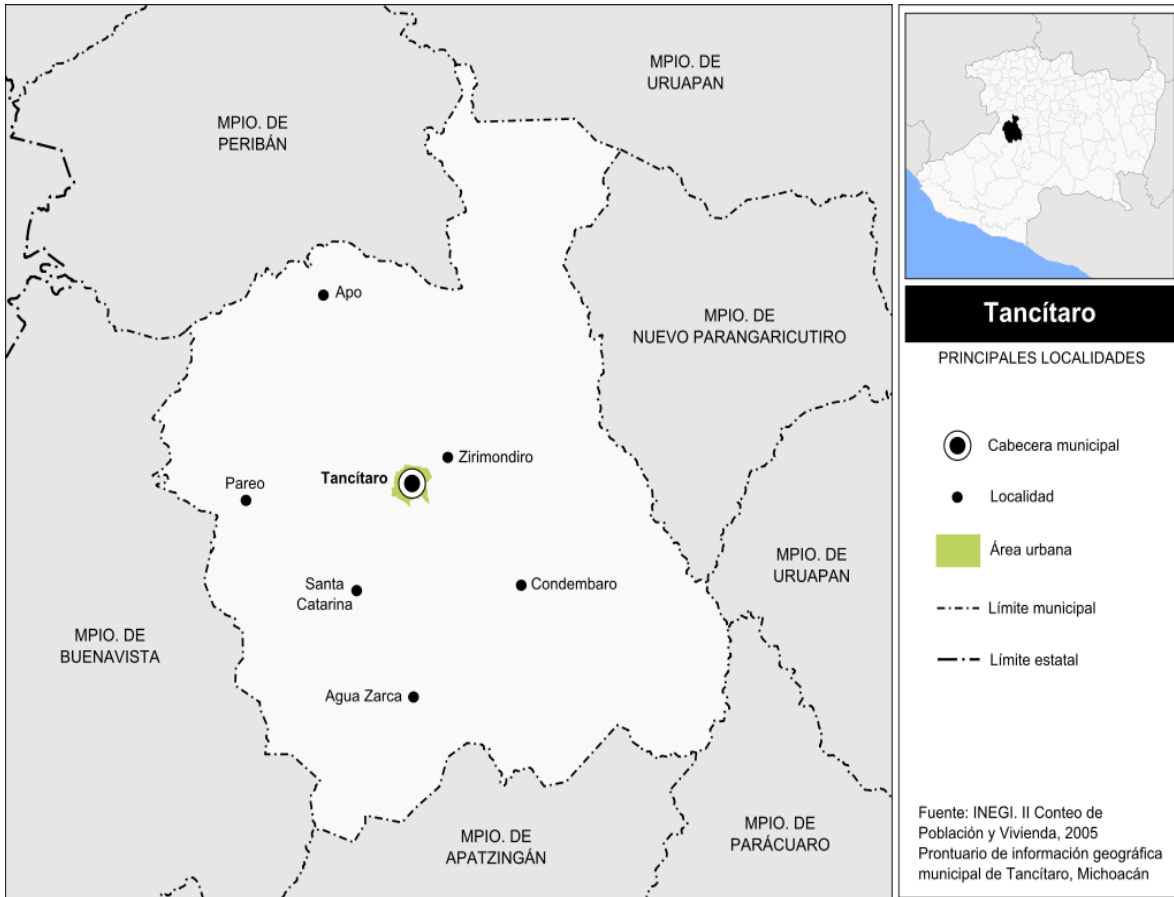 MPIO. DE
URUAPAN
MPIO. DE
PERIBÁN
Apo
MPIO. DE
NUEVO PARANGARICUTIRO
Zirimondiro
Tancítaro
Pareo
MPIO. DE
URUAPAN
Santa
Catarina
Condembaro
MPIO. DE
BUENAVISTA
Agua Zarca
MPIO. DE
APATZINGÁN
MPIO. DE
PARÁCUARO
Tancítaro
PRINCIPALES LOCALIDADES
Cabecera municipal
Localidad
Área urbana
Límite municipal
Límite estatal
Fuente: INEGI. II Conteo de
Población y Vivienda, 2005
Prontuario de información geográfica
municipal de Tancítaro, Michoacán